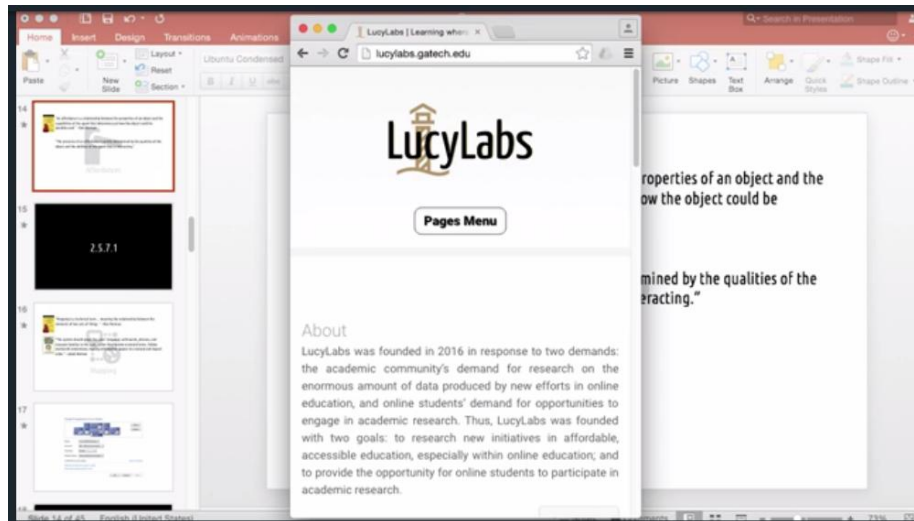 Search in Presentation
Home Insert Design Transitions Animations
LucyLabs | Learning wher
lucylabs.gatech.edu
Paste
New Slide
Layout
Reset
Section
Ubuntu Condensed
B I U
Picture Shapes Text Box Arrange Quick Styles
Shape Fill
Shape Outline
14
15
2.5.7.1
16
17
LucyLabs
Pages Menu
About
LucyLabs was founded in 2016 in response to two demands:
the academic community's demand for research on the
enormous amount of data produced by new efforts in online
education, and online students' demand for opportunities to
engage in academic research. Thus, LucyLabs was founded
with two goals: to research new initiatives in affordable,
accessible education, especially within online education; and
to provide the opportunity for online students to participate in
academic research.
roperties of an object and the
ow the object could be
mined by the qualities of the
eracting.”
Slide 14 of 45 English (United States)
73%